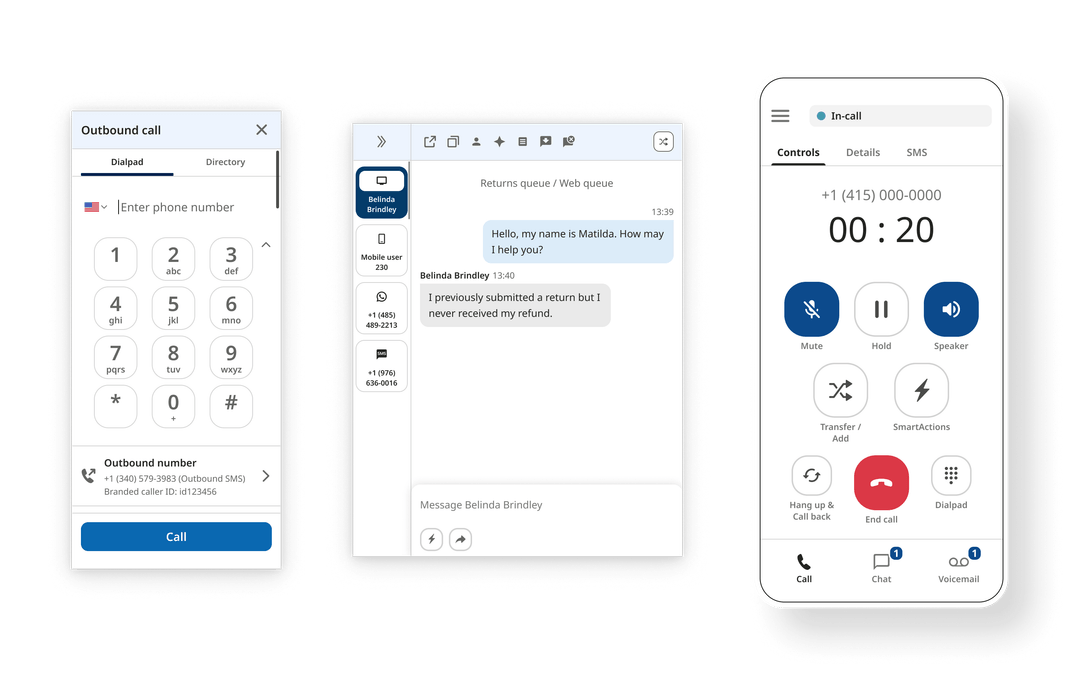 Outbound call
Dialpad Directory
Enter phone number
1 2 3
abc def
4 5 6
ghi jkl mno
7 8 9
pqrs tuv wxyz
* 0 #
+
Outbound number
+1 (340) 579-3983 (Outbound SMS)
Branded caller ID: id123456
Call
Belinda
Brindley
Mobile user
230
+1 (485)
489-2213
SMS
+1 (976)
636-0016
Returns queue / Web queue
13:39
Hello, my name is Matilda. How may
I help you?
Belinda Brindley 13:40
I previously submitted a return but I
never received my refund.
Message Belinda Brindley
In-call
Controls Details SMS
+1 (415) 000-0000
00 : 20
Mute Hold Speaker
Transfer /
Add
SmartActions
Hang up &
Call back
End call
Dialpad
1 1
Call Chat Voicemail